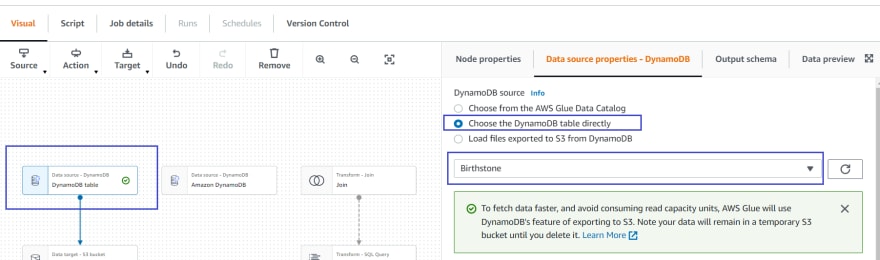 Visual Script Job details Runs Schedules Version Control
Source Action Target Undo Redo Remove
Node properties Data source properties - DynamoDB Output schema Data preview
DynamoDB source Info
Choose from the AWS Glue Data Catalog
Choose the DynamoDB table directly
Load files exported to S3 from DynamoDB
Birthstone
To fetch data faster, and avoid consuming read capacity units, AWS Glue will use
DynamoDB's feature of exporting to S3. Note your data will remain in a temporary S3
bucket until you delete it. Learn More
Data source - DynamoDB
DynamoDB table
Data source - DynamoDB
Amazon DynamoDB
Transform - Join
Join
Data target - S3 bucket
Transform - SQL Query